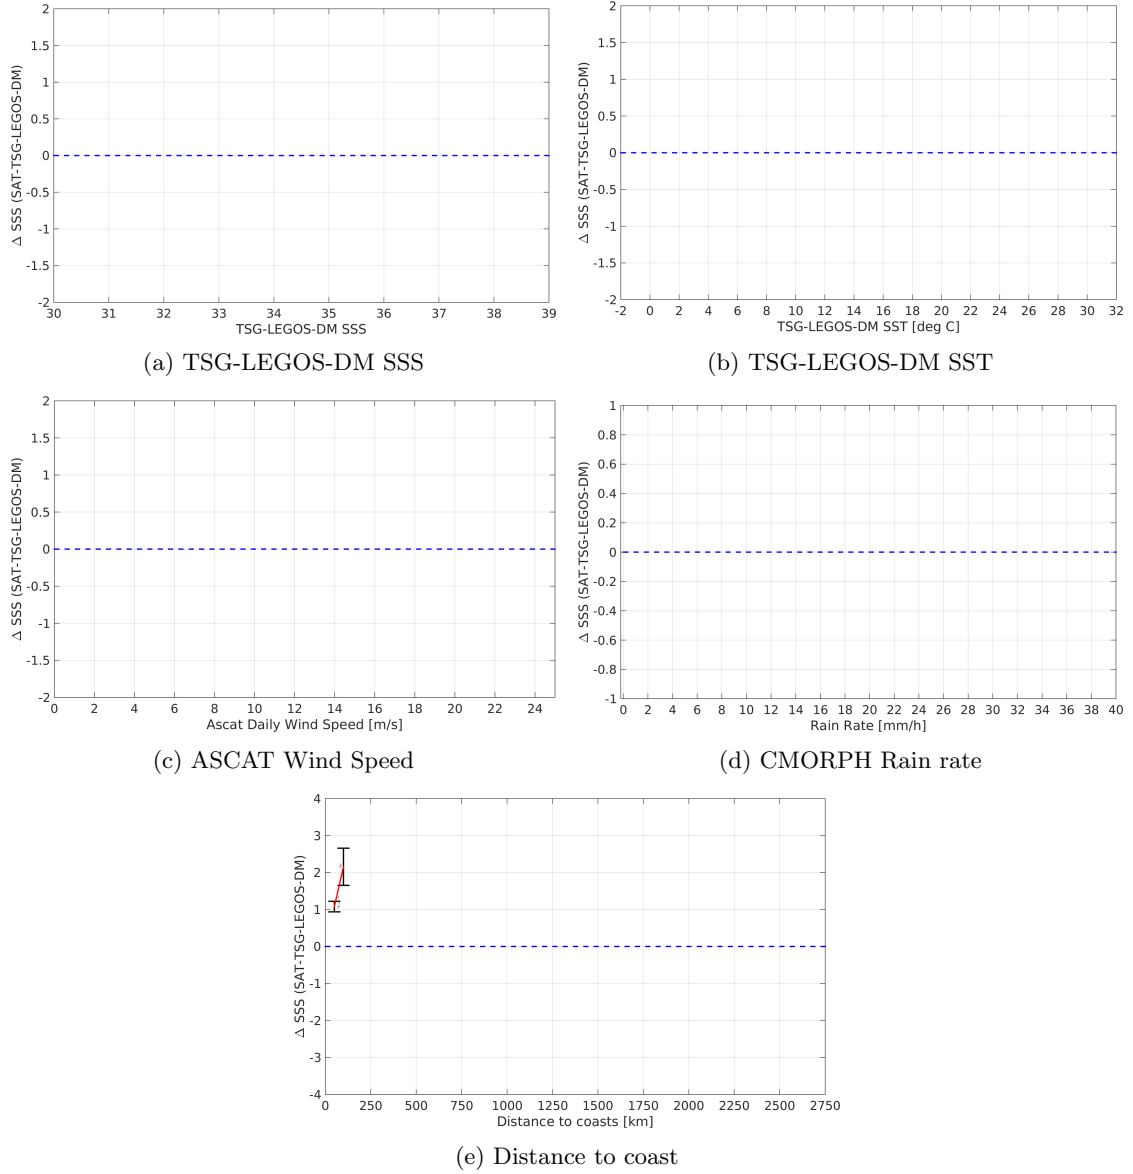 2
1.5
1
0.5
0
-0.5
-1
-1.5
-2
Δ SSS (SAT-TSG-LEGOS-DM)
30 31 32 33 34 35 36 37 38 39
TSG-LEGOS-DM SSS
(a) TSG-LEGOS-DM SSS
2
1.5
1
0.5
0
-0.5
-1
-1.5
-2
Δ SSS (SAT-TSG-LEGOS-DM)
-2 0 2 4 6 8 10 12 14 16 18 20 22 24 26 28 30 32
TSG-LEGOS-DM SST [deg C]
(b) TSG-LEGOS-DM SST
2
1.5
1
0.5
0
-0.5
-1
-1.5
-2
Δ SSS (SAT-TSG-LEGOS-DM)
0 2 4 6 8 10 12 14 16 18 20 22 24
Ascat Daily Wind Speed [m/s]
(c) ASCAT Wind Speed
1
0.8
0.6
0.4
0.2
0
-0.2
-0.4
-0.6
-0.8
-1
Δ SSS (SAT-TSG-LEGOS-DM)
0 2 4 6 8 10 12 14 16 18 20 22 24 26 28 30 32 34 36 38 40
Rain Rate [mm/h]
(d) CMORPH Rain rate
4
3
2
1
0
-1
-2
-3
-4
Δ SSS (SAT-TSG-LEGOS-DM)
0 250 500 750 1000 1250 1500 1750 2000 2250 2500 2750
Distance to coasts [km]
(e) Distance to coast